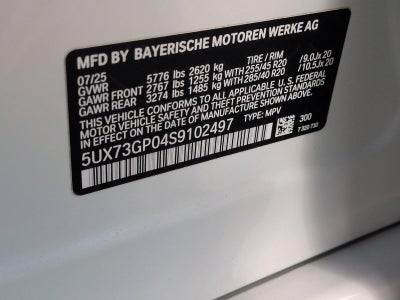 MFD BY BAYERISCHE MOTOREN WERKE AG
07/25 5776 lbs 2620 kg TIRE / RIM
GVWR
GAWR FRONT 2767 lbs 1255 kg WITH 255/45 R20 /9.0Jx 20
GAWR REAR 3274 lbs 1485 kg WITH 285/40 R20 /10.5Jx 20
THIS VEHICLE CONFORMS TO ALL APPLICABLE U.S. FEDERAL
MOTOR VEHICLE SAFETY AND THEFT PREVENTION STANDARDS
IN EFFECT ON THE DATE OF MANUFACTURE SHOWN ABOVE.
5UX73GP04S9102497 TYPE: MPV
300